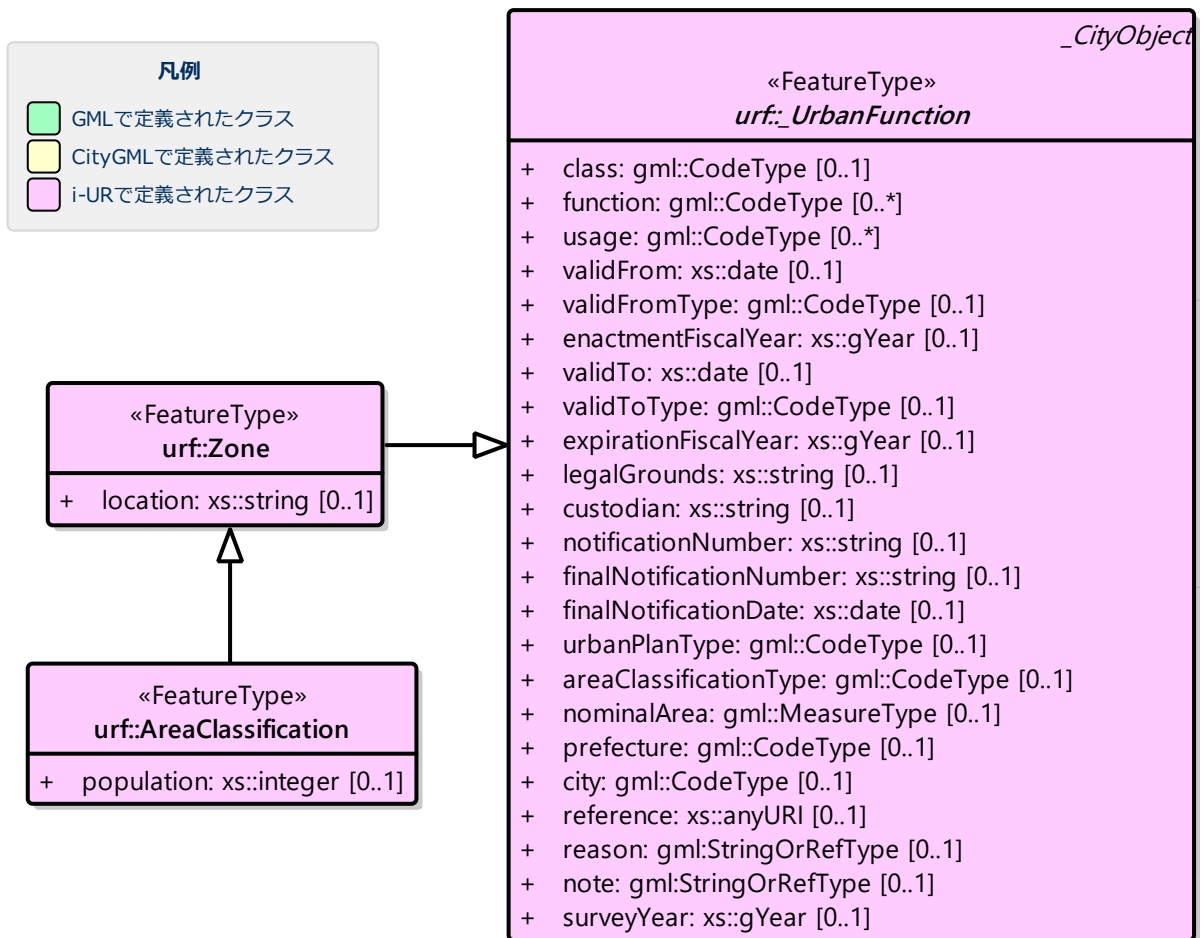 凡例
GMLで定義されたクラス
CityGMLで定義されたクラス
i-URで定義されたクラス
_CityObject
«FeatureType»
urf::_UrbanFunction
+ class: gml::CodeType [0..1]
+ function: gml::CodeType [0..*]
+ usage: gml::CodeType [0..*]
+ validFrom: xs::date [0..1]
+ validFromType: gml::CodeType [0..1]
+ enactmentFiscalYear: xs::gYear [0..1]
+ validTo: xs::date [0..1]
+ validToType: gml::CodeType [0..1]
+ expirationFiscalYear: xs::gYear [0..1]
+ legalGrounds: xs::string [0..1]
+ custodian: xs::string [0..1]
+ notificationNumber: xs::string [0..1]
+ finalNotificationNumber: xs::string [0..1]
+ finalNotificationDate: xs::date [0..1]
+ urbanPlanType: gml::CodeType [0..1]
+ areaClassificationType: gml::CodeType [0..1]
+ nominalArea: gml::MeasureType [0..1]
+ prefecture: gml::CodeType [0..1]
+ city: gml::CodeType [0..1]
+ reference: xs::anyURI [0..1]
+ reason: gml:StringOrRefType [0..1]
+ note: gml:StringOrRefType [0..1]
+ surveyYear: xs::gYear [0..1]
«FeatureType»
urf::Zone
+ location: xs::string [0..1]
«FeatureType»
urf::AreaClassification
+ population: xs::integer [0..1]